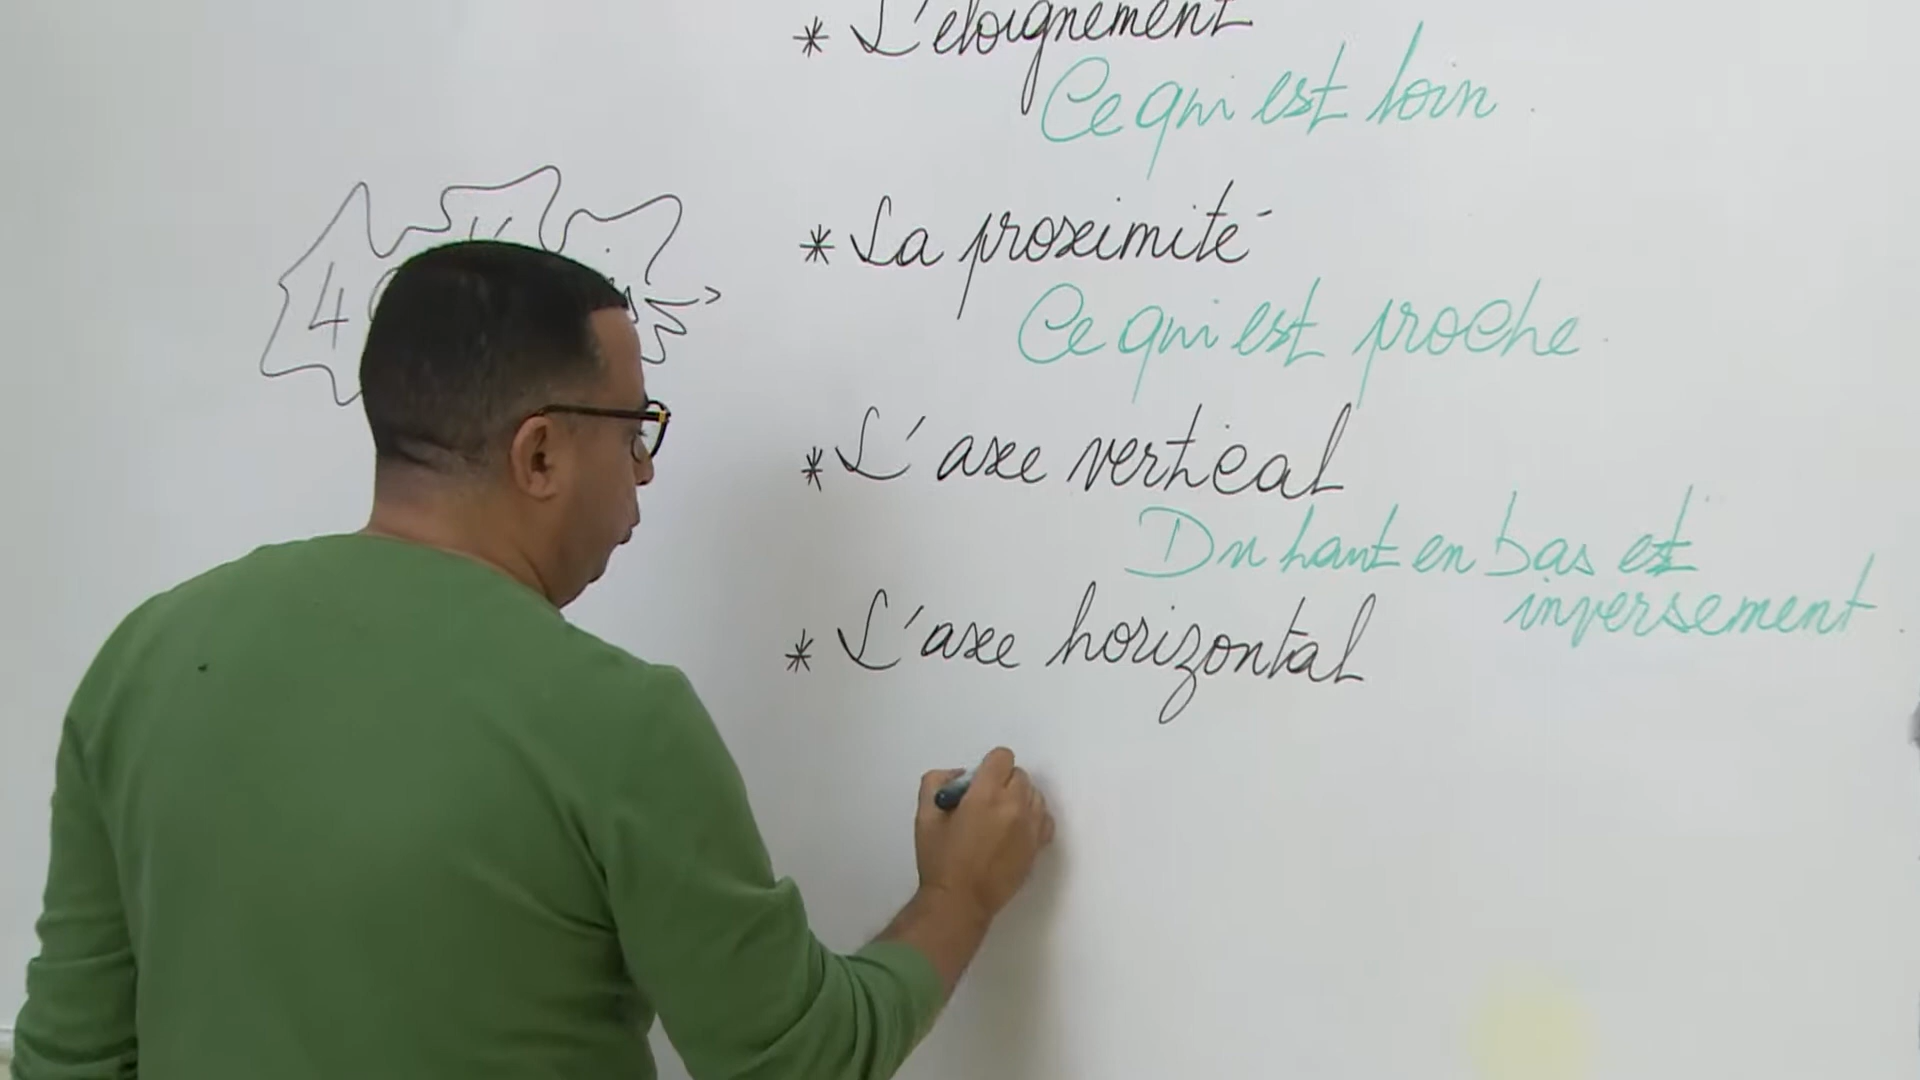 * L'éloignement
Ce qui est loin
* La proximité
Ce qui est proche
* L'axe vertical
Du haut en bas et
inversement
* L'axe horizontal
4